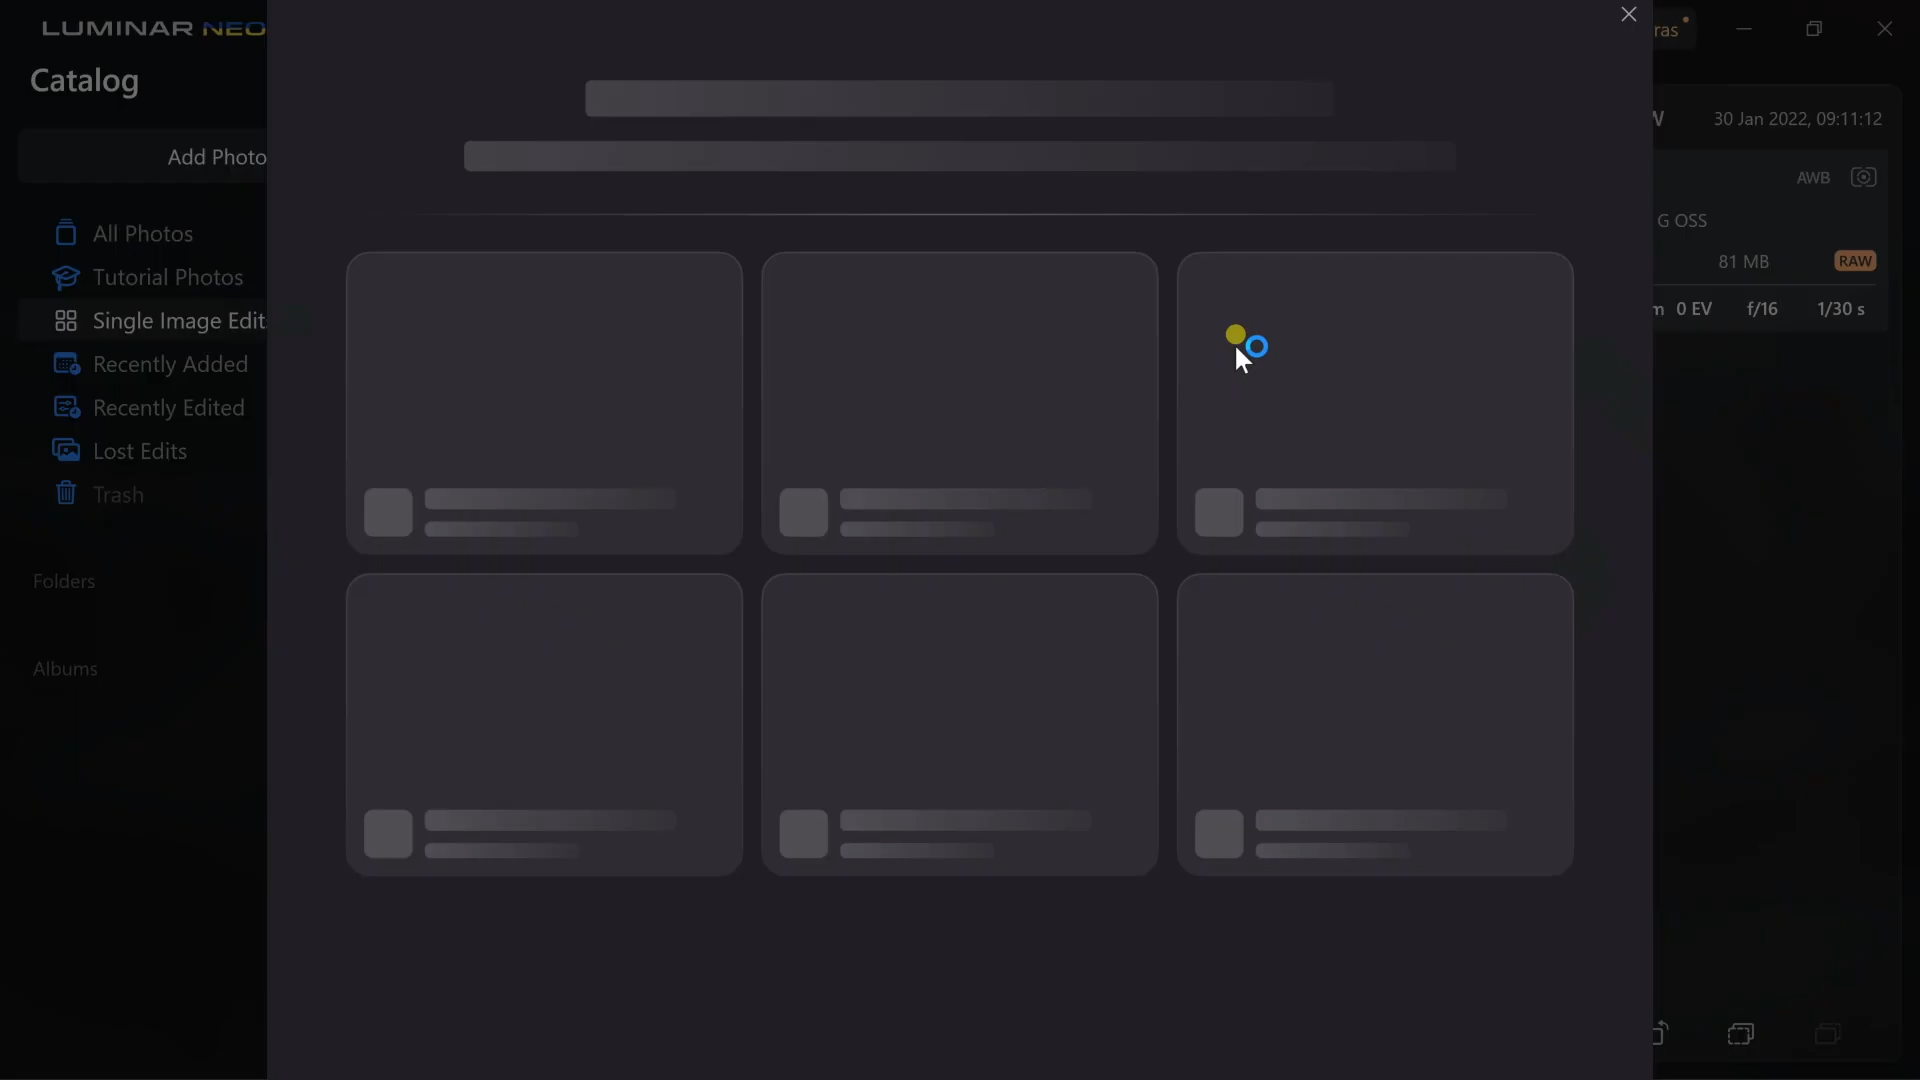 LUMINAR NEO
ras
Catalog
W
30 Jan 2022, 09:11:12
Add Photo
AWB
G OSS
All Photos
81 MB
RAW
Tutorial Photos
m 0 EV f/16 1/30 s
Single Image Edit
Recently Added
Recently Edited
Lost Edits
Trash
Folders
Albums